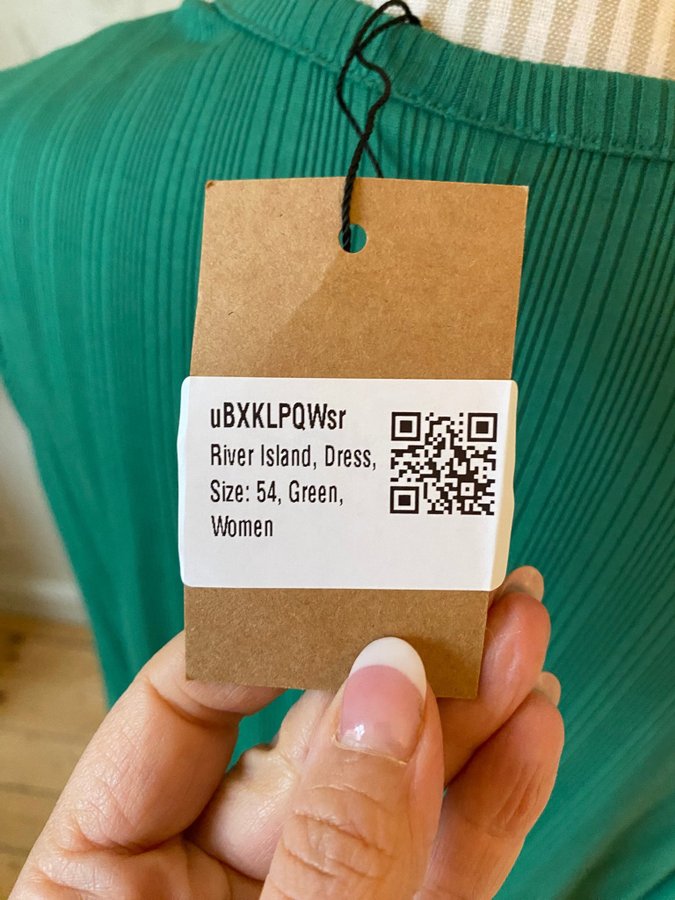 uBXKLPQWsr
River Island, Dress,
Size: 54, Green,
Women